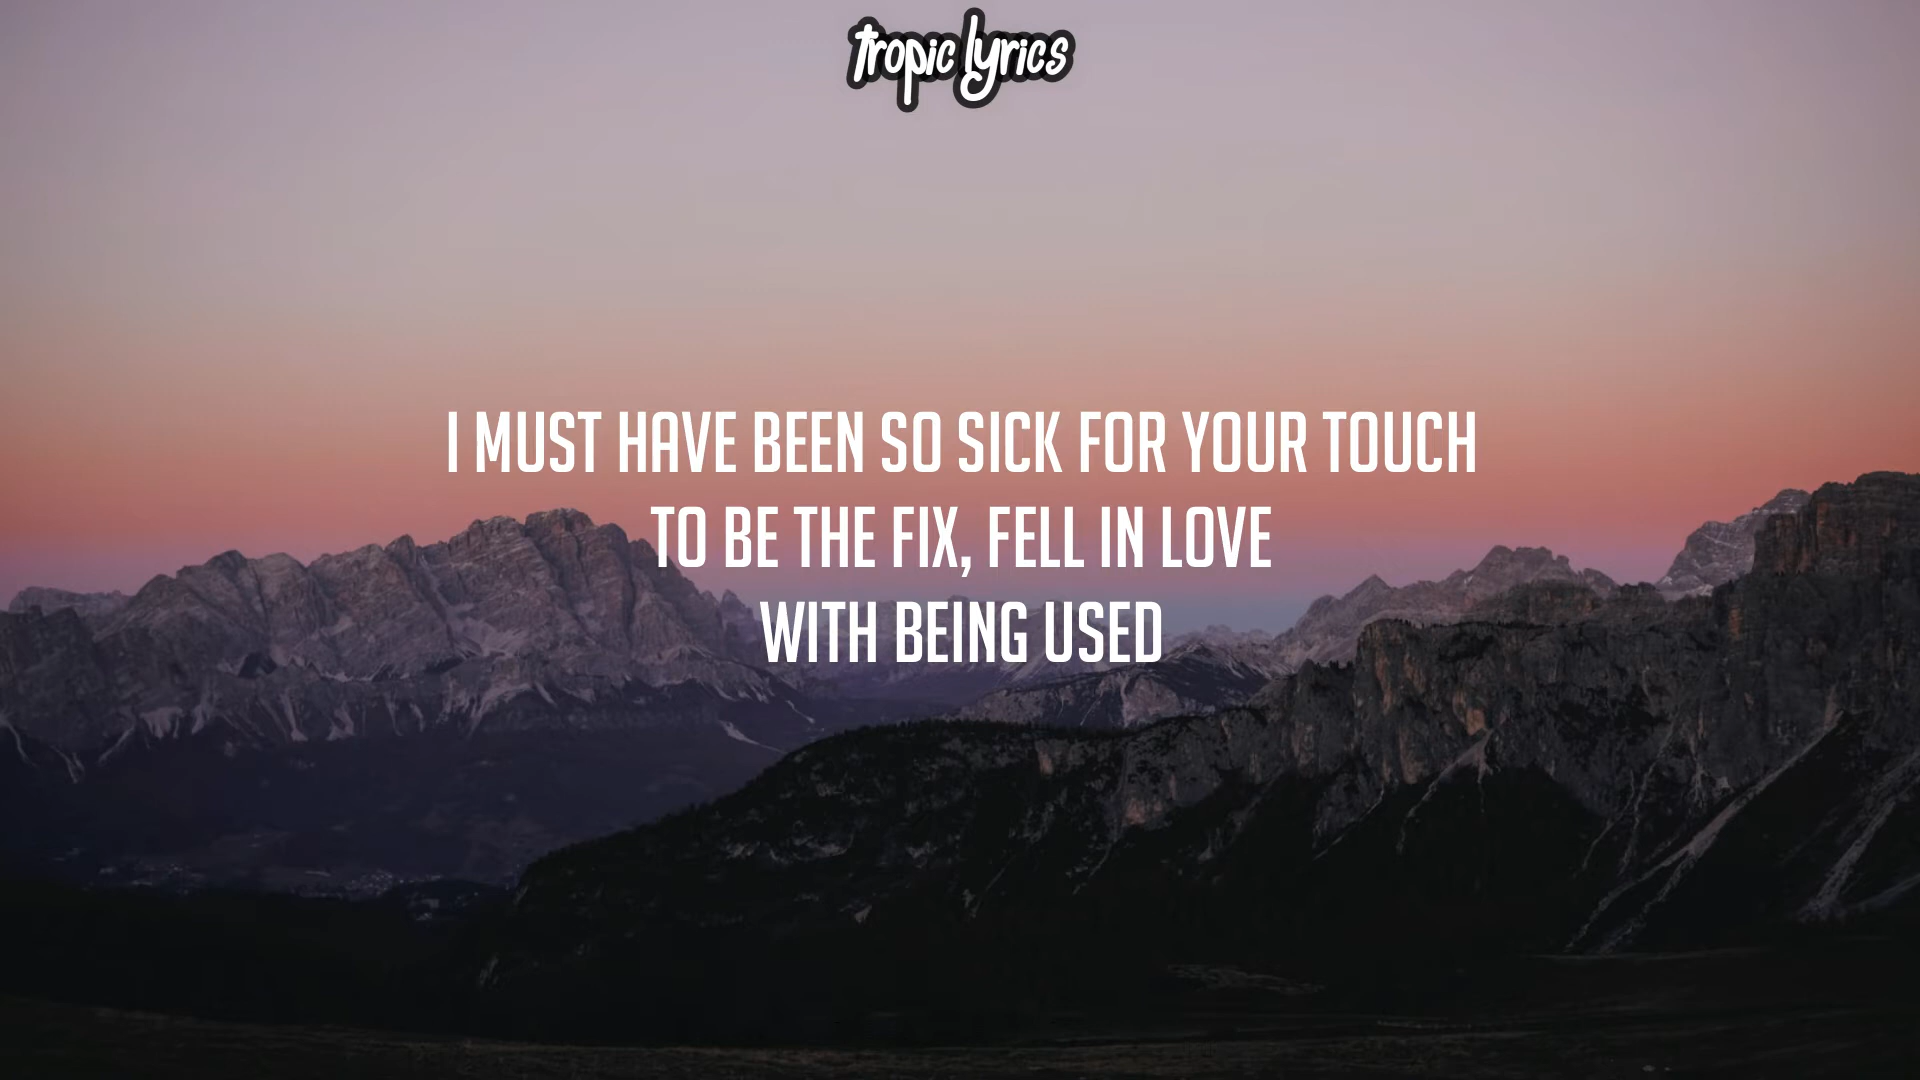 tropic lyrics
I MUST HAVE BEEN SO SICK FOR YOUR TOUCH
TO BE THE FIX, FELL IN LOVE
WITH BEING USED